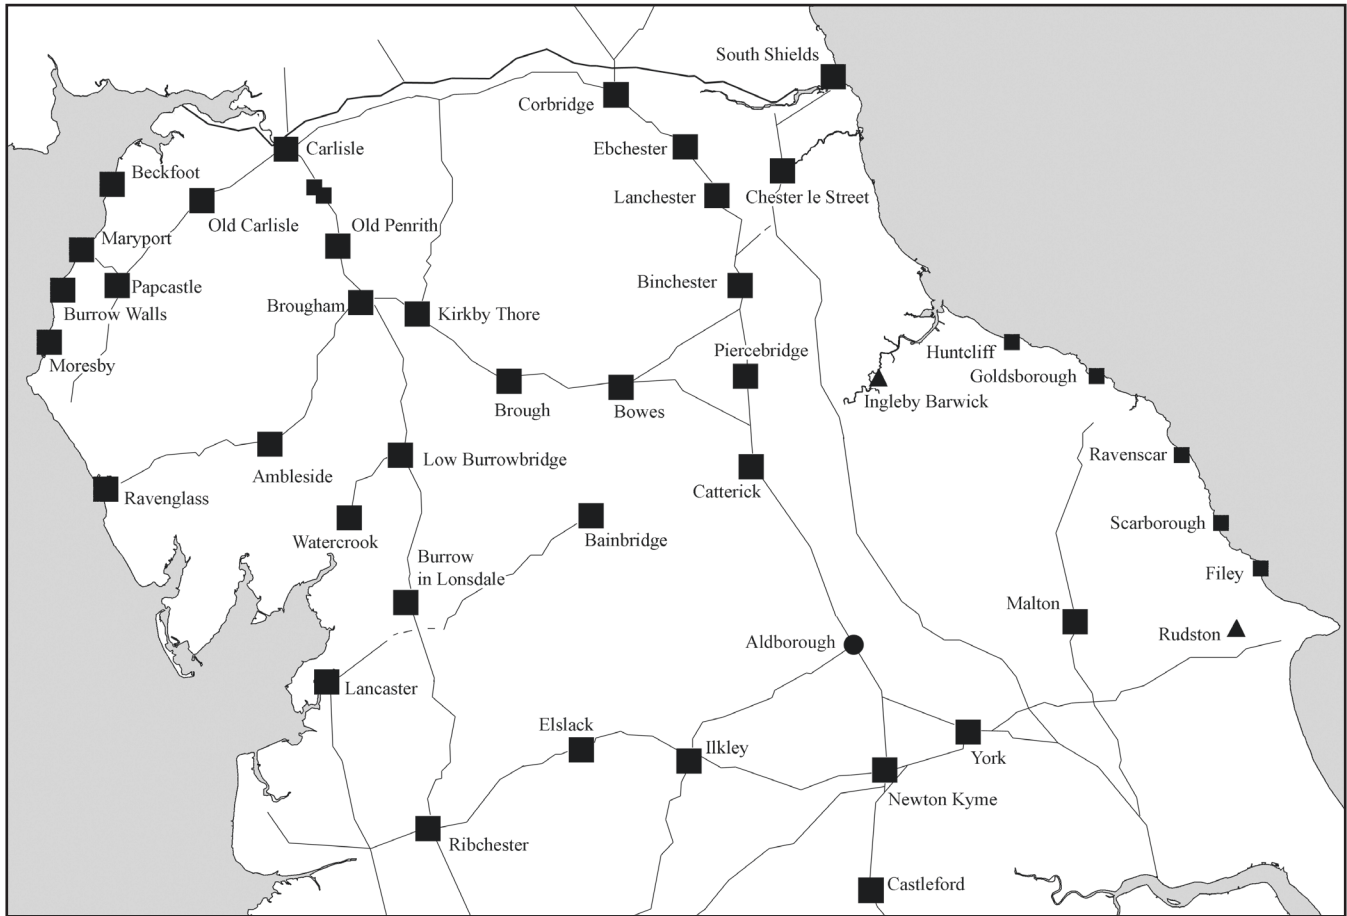 South Shields
Corbridge
Carlisle
Ebchester
Beckfoot
Lanchester
Chester le Street
Old Carlisle
Old Penrith
Maryport
Binchester
Papcastle
Brougham
Burrow Walls
Kirkby Thore
Piercebridge
Huntcliff
Moresby
Goldsborough
Ingleby Barwick
Brough
Bowes
Ravenscar
Low Burrowbridge
Ambleside
Catterick
Ravenglass
Scarborough
Watercrook
Bainbridge
Burrow
in Lonsdale
Filey
Malton
Rudston
Aldborough
Lancaster
Elslack
Ilkley
York
Newton Kyme
Ribchester
Castleford